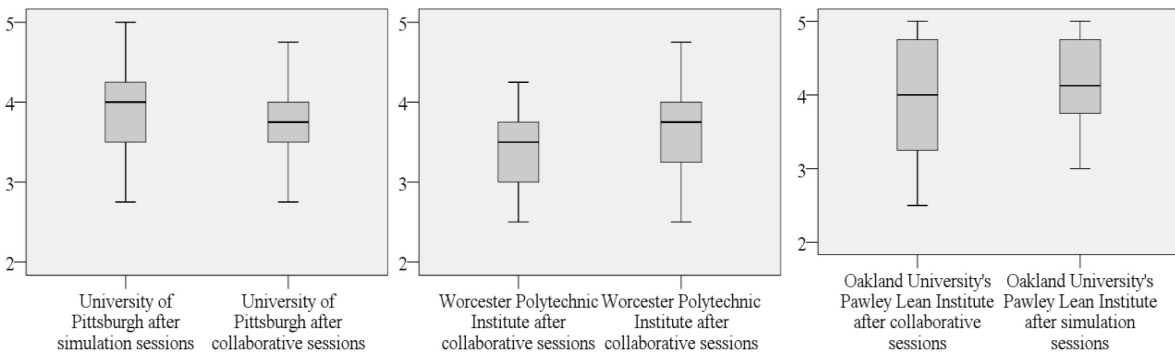 5
4
3
2
University of
Pittsburgh after
simulation sessions
University of
Pittsburgh after
collaborative sessions
5
4
3
2
Worcester Polytechnic
Institute after
collaborative sessions
Worcester Polytechnic
Institute after
collaborative sessions
5
4
3
2
Oakland University's
Pawley Lean Institute
after collaborative
sessions
Oakland University's
Pawley Lean Institute
after simulation
sessions